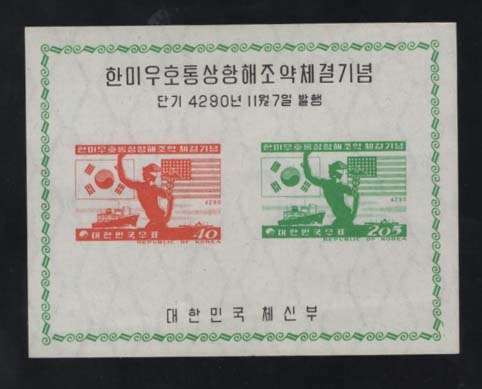 한미우호통상항해조약체결기념
단기 4290년 11월 7일 발행
한미우호통상항해조약 체결기념
4290
대한민국우표 40
REPUBLIC OF KOREA
한미우호통상항해조약 체결기념
4290
대한민국우표 205
REPUBLIC OF KOREA
대한민국 체신부